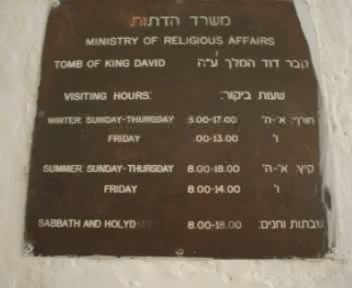 משרד הדתות
MINISTRY OF RELIGIOUS AFFAIRS
TOMB OF KING DAVID קבר דוד המלך ע״ה
VISITING HOURS: שעות ביקור:
WINTER: SUNDAY-THURSDAY 8.00-17.00 חורף: א׳-ה׳
FRIDAY .00-13.00 ו׳
SUMMER: SUNDAY-THURSDAY 8.00-18.00 קיץ: א׳-ה׳
FRIDAY 8.00-14.00 ו׳
SABBATH AND HOLYD 8.00-18.00 שבתות וחגים: